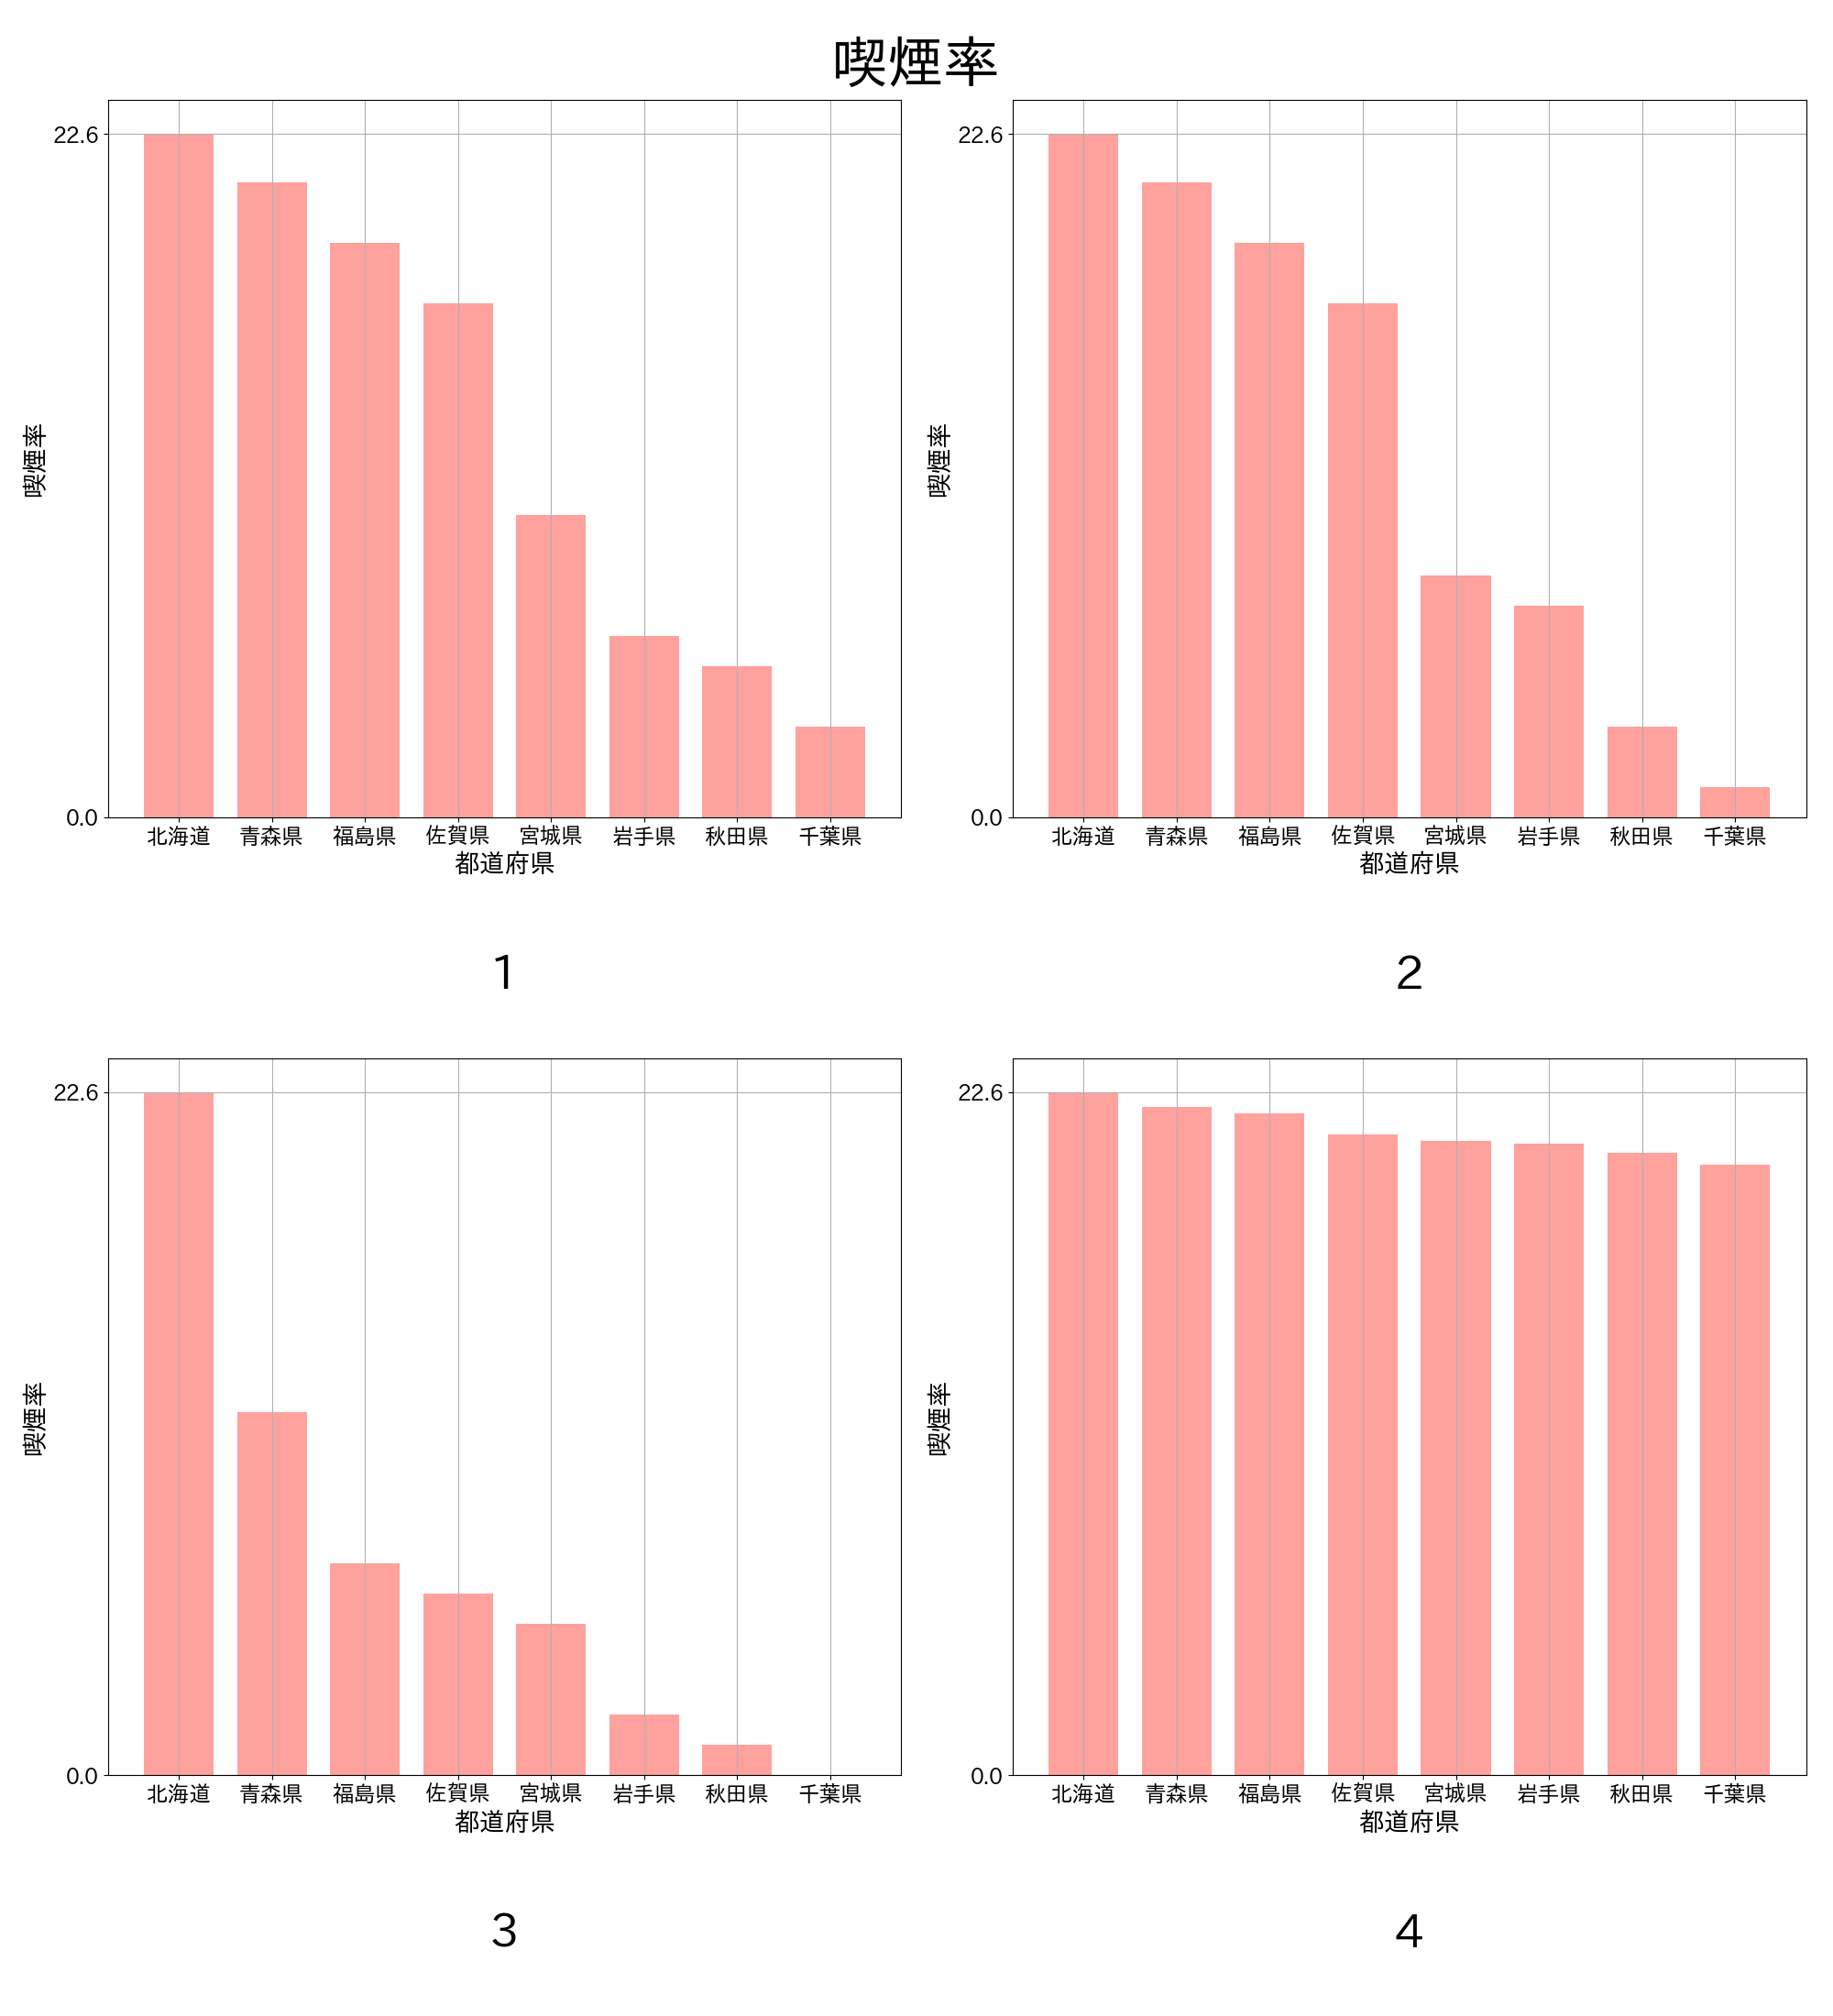 喫煙率
22.6
0.0
喫煙率
北海道 青森県 福島県 佐賀県 宮城県 岩手県 秋田県 千葉県
都道府県
1
22.6
0.0
喫煙率
北海道 青森県 福島県 佐賀県 宮城県 岩手県 秋田県 千葉県
都道府県
2
22.6
0.0
喫煙率
北海道 青森県 福島県 佐賀県 宮城県 岩手県 秋田県 千葉県
都道府県
3
22.6
0.0
喫煙率
北海道 青森県 福島県 佐賀県 宮城県 岩手県 秋田県 千葉県
都道府県
4